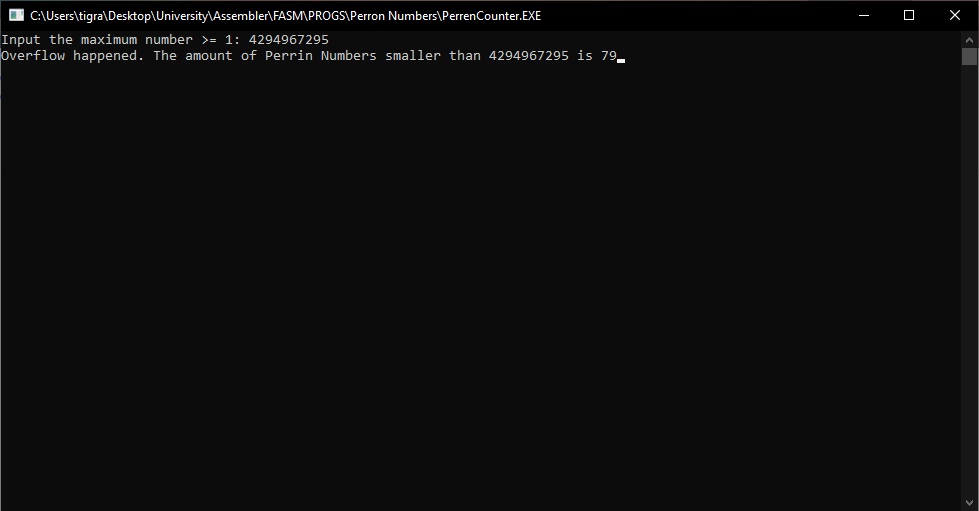 C:\Users\tigra\Desktop\University\Assembler\FASM\PROGS\Perron Numbers\PerrenCounter.EXE
Input the maximum number >= 1: 4294967295
Overflow happened. The amount of Perrin Numbers smaller than 4294967295 is 79